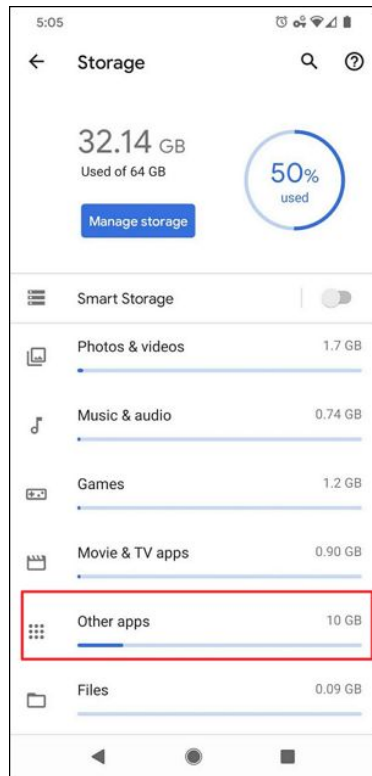 5:05
Storage
32.14 GB
Used of 64 GB
50%
used
Manage storage
Smart Storage
Photos & videos 1.7 GB
Music & audio 0.74 GB
Games 1.2 GB
Movie & TV apps 0.90 GB
Other apps 10 GB
Files 0.09 GB